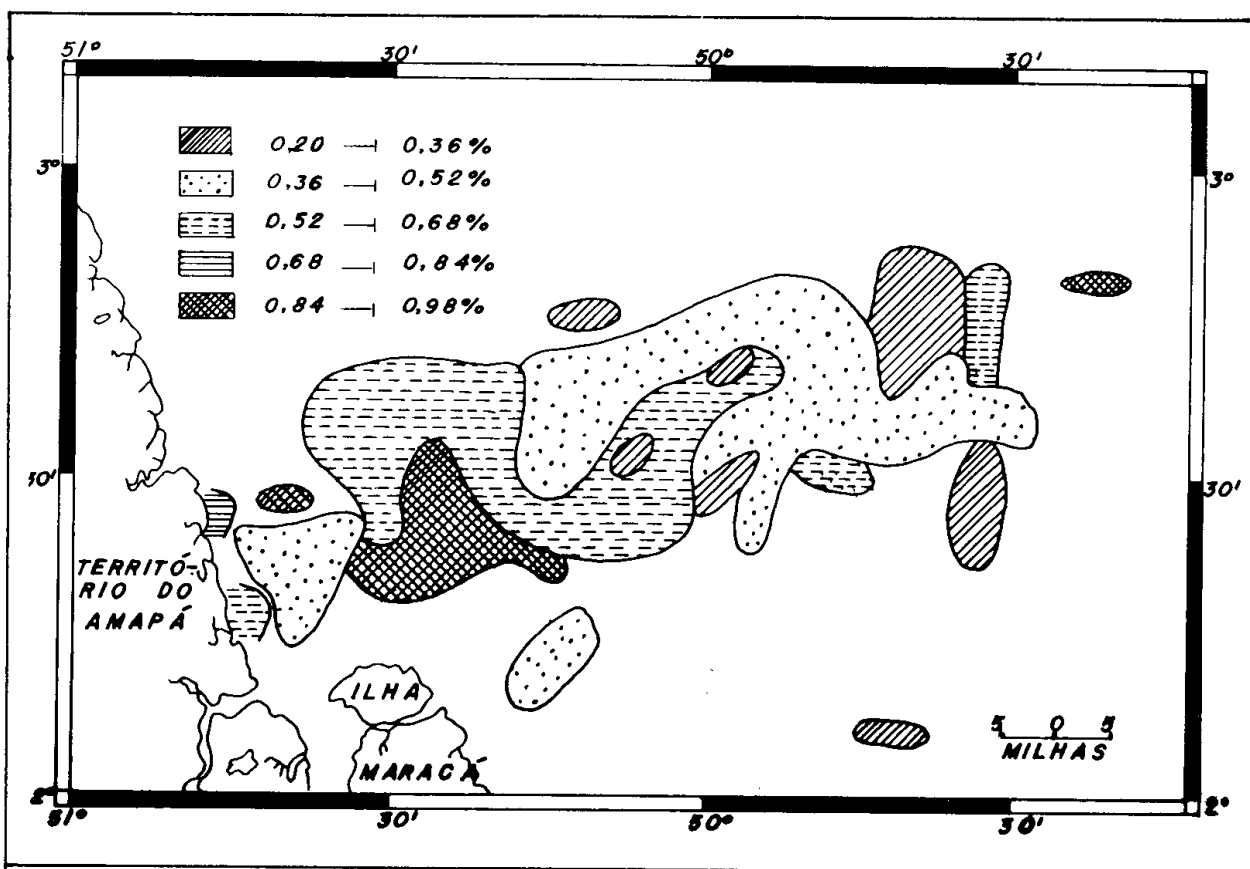 51° 30' 50° 30'
0,20 ⟞ 0,36%
3° 0,36 ⟞ 0,52% 3°
0,52 ⟞ 0,68%
0,68 ⟞ 0,84%
0,84 ⟞ 0,98%
30' 30'
TERRITÓ-
RIO DO
AMAPÁ
ILHA
5 0 5
MILHAS
MARACÁ
2° 2°
51° 30' 50° 30'